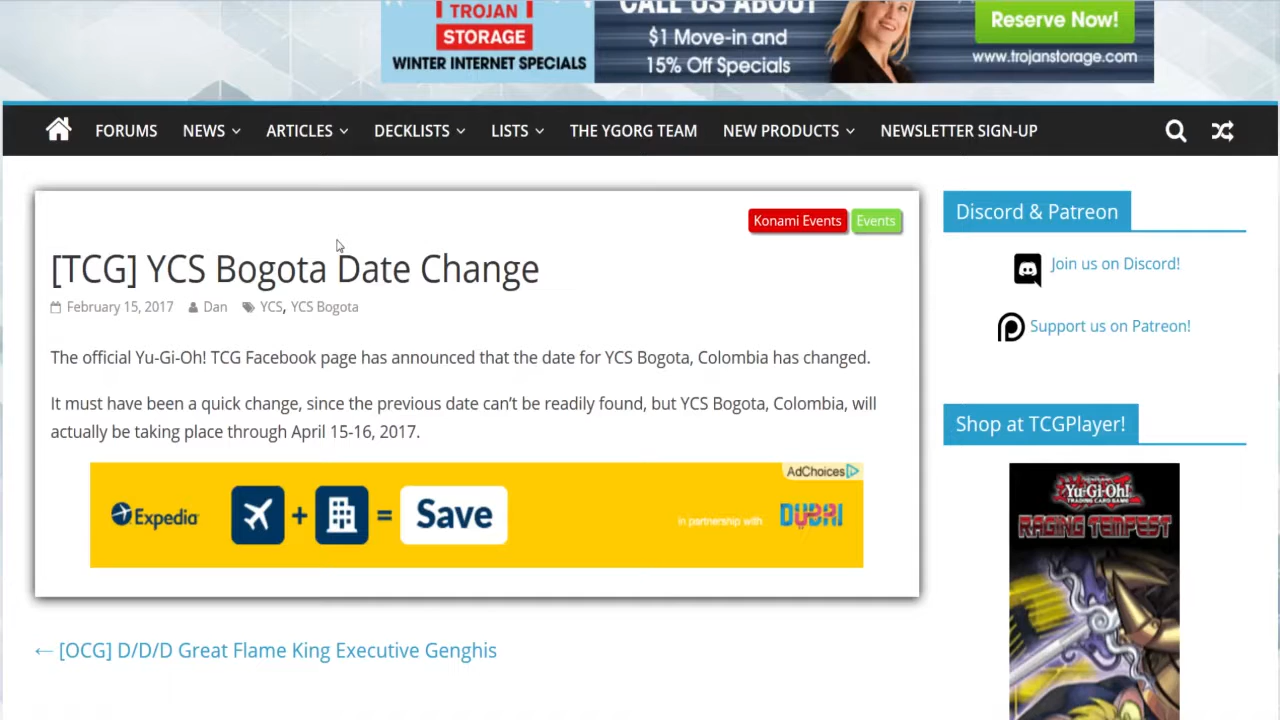 TROJAN
STORAGE
WINTER INTERNET SPECIALS
CALL US ABOUT
$1 Move-in and
15% Off Specials
Reserve Now!
www.trojanstorage.com
FORUMS NEWS ARTICLES DECKLISTS LISTS THE YGORG TEAM NEW PRODUCTS NEWSLETTER SIGN-UP
Konami Events Events
[TCG] YCS Bogota Date Change
February 15, 2017 Dan YCS, YCS Bogota
The official Yu-Gi-Oh! TCG Facebook page has announced that the date for YCS Bogota, Colombia has changed.
It must have been a quick change, since the previous date can’t be readily found, but YCS Bogota, Colombia, will
actually be taking place through April 15-16, 2017.
AdChoices
Expedia + = Save in partnership with DUBAI
← [OCG] D/D/D Great Flame King Executive Genghis
Discord & Patreon
Join us on Discord!
Support us on Patreon!
Shop at TCGPlayer!
Yu-Gi-Oh!
TRADING CARD GAME
RAGING TEMPEST